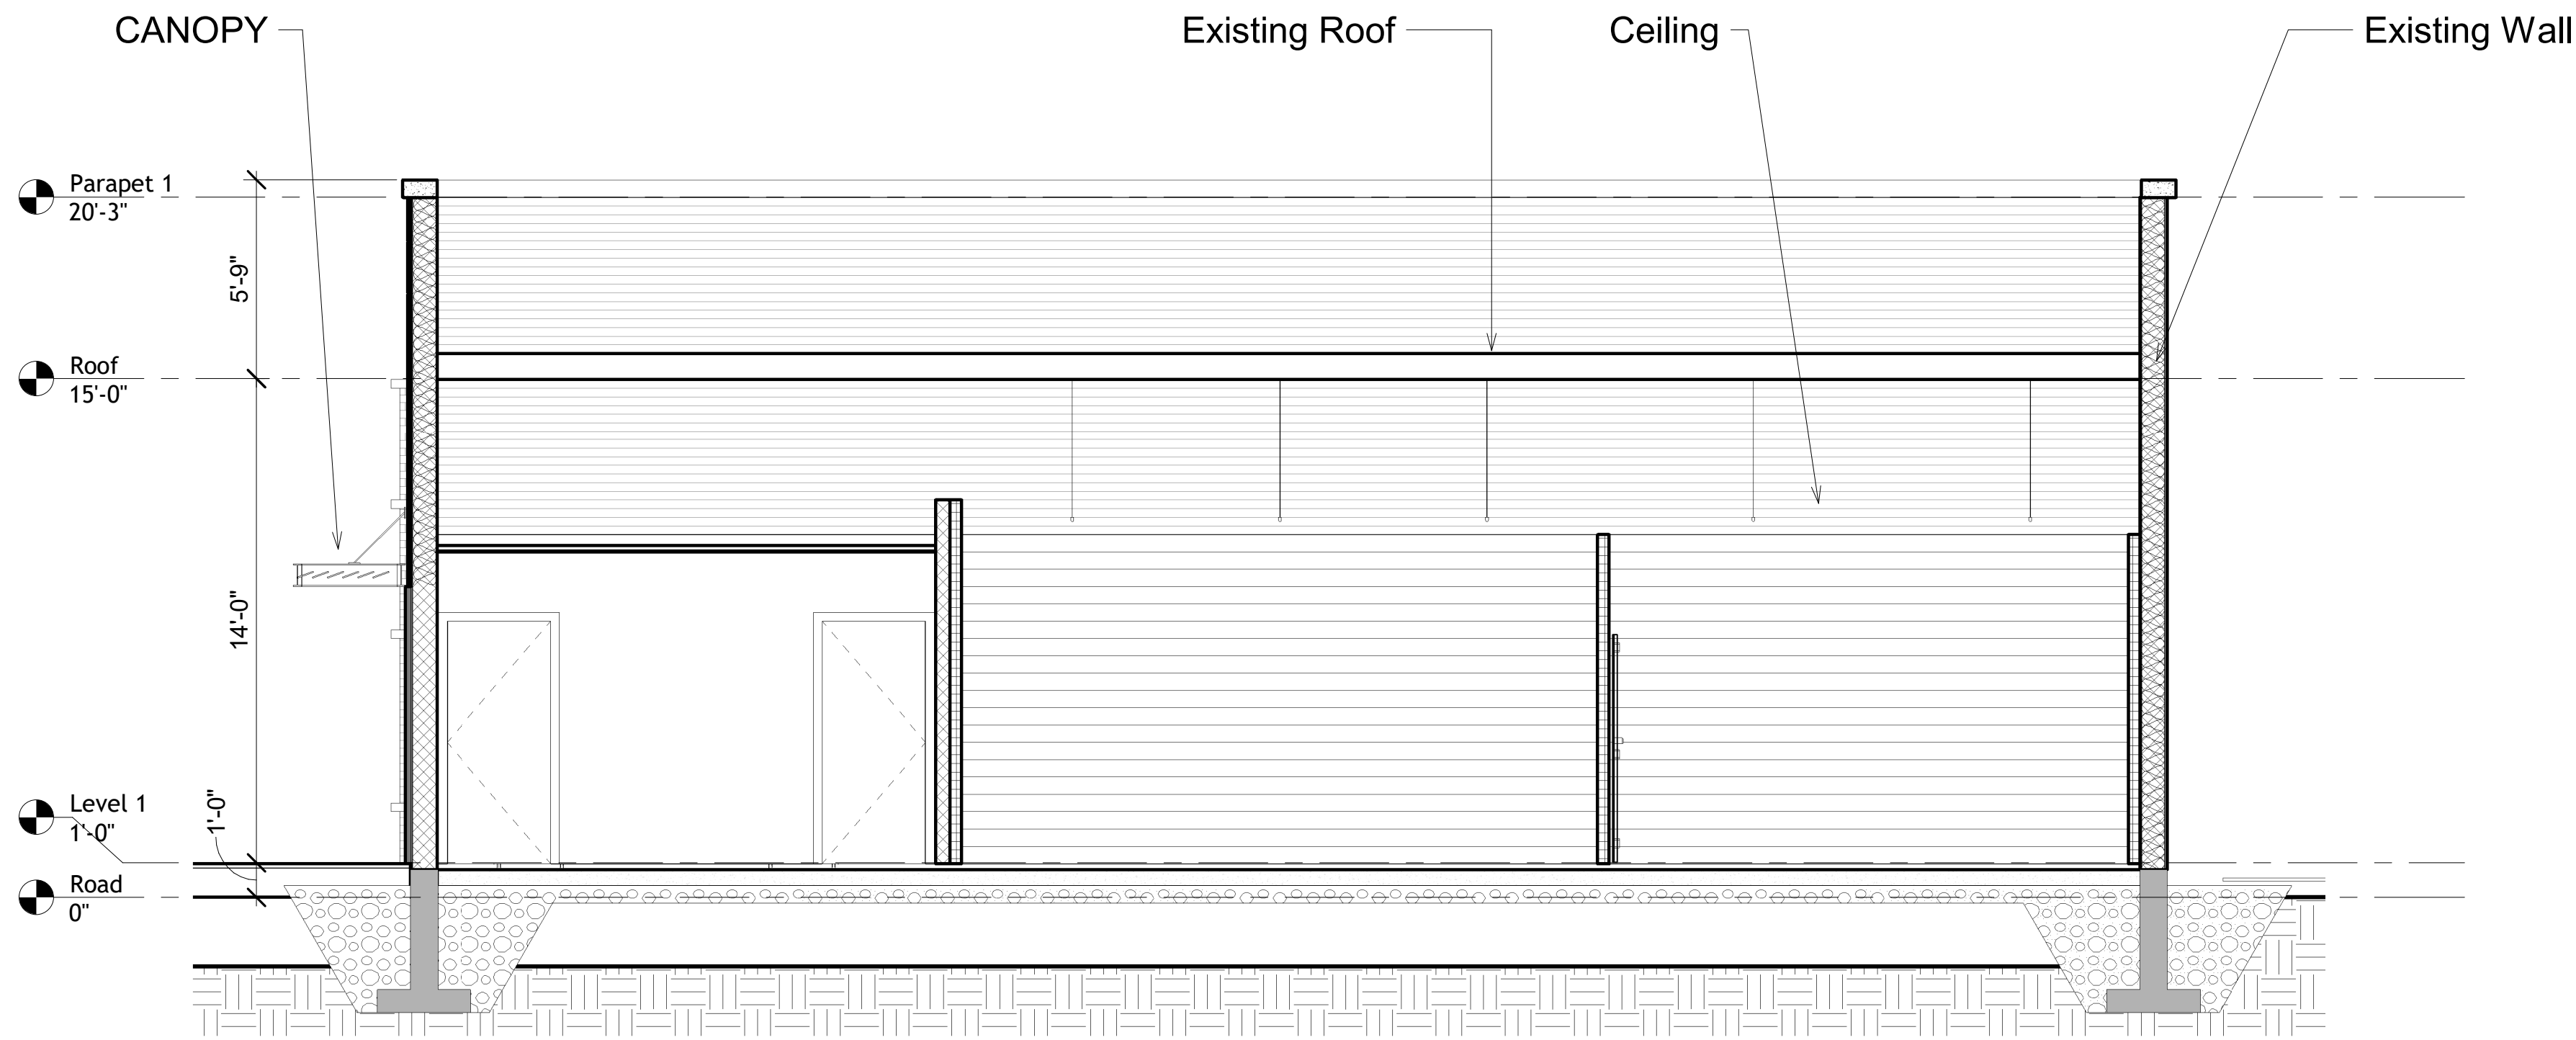 CANOPY
Existing Roof
Ceiling
Existing Wall
Parapet 1
20'-3"
5'-9"
Roof
15'-0"
14'-0"
Level 1
1'-0"
1'-0"
Road
0"